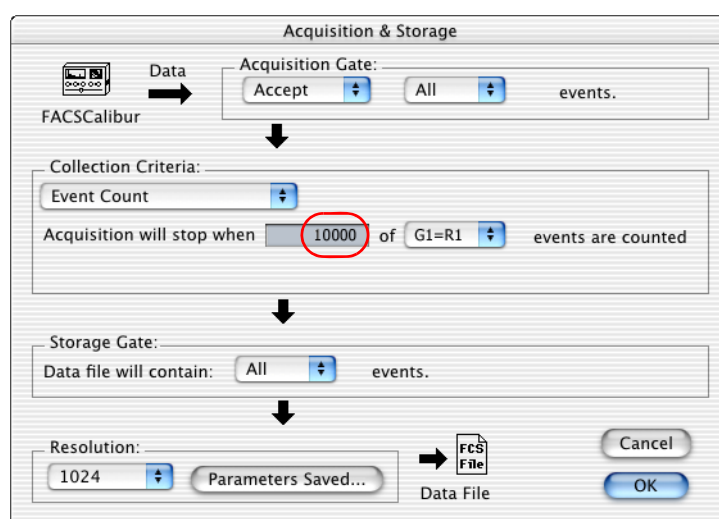 Acquisition & Storage
Data
FACSCalibur
Acquisition Gate:
Accept All events.
Collection Criteria:
Event Count
Acquisition will stop when 10000 of G1=R1 events are counted
Storage Gate:
Data file will contain: All events.
Resolution:
1024 Parameters Saved...
FCS
File
Data File
Cancel
OK